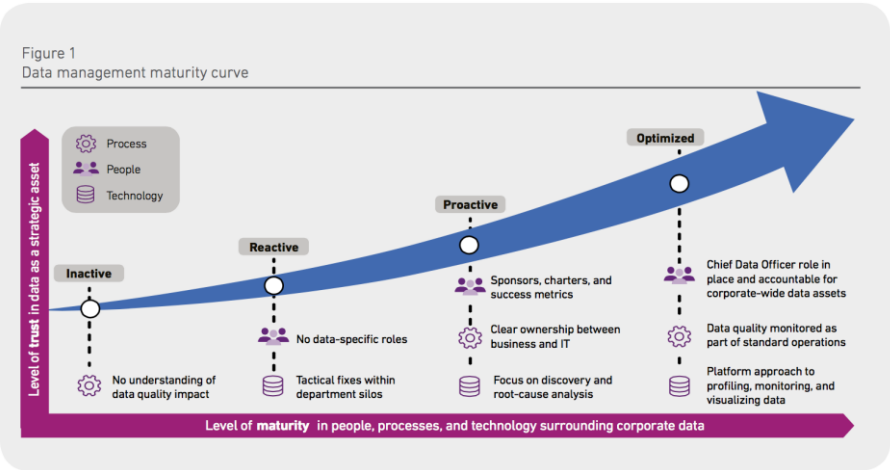 Figure 1
Data management maturity curve
Process
People
Technology
Level of trust in data as a strategic asset
Inactive
No understanding of
data quality impact
Reactive
No data-specific roles
Tactical fixes within
department silos
Proactive
Sponsors, charters, and
success metrics
Clear ownership between
business and IT
Focus on discovery and
root-cause analysis
Optimized
Chief Data Officer role in
place and accountable for
corporate-wide data assets
Data quality monitored as
part of standard operations
Platform approach to
profiling, monitoring, and
visualizing data
Level of maturity in people, processes, and technology surrounding corporate data